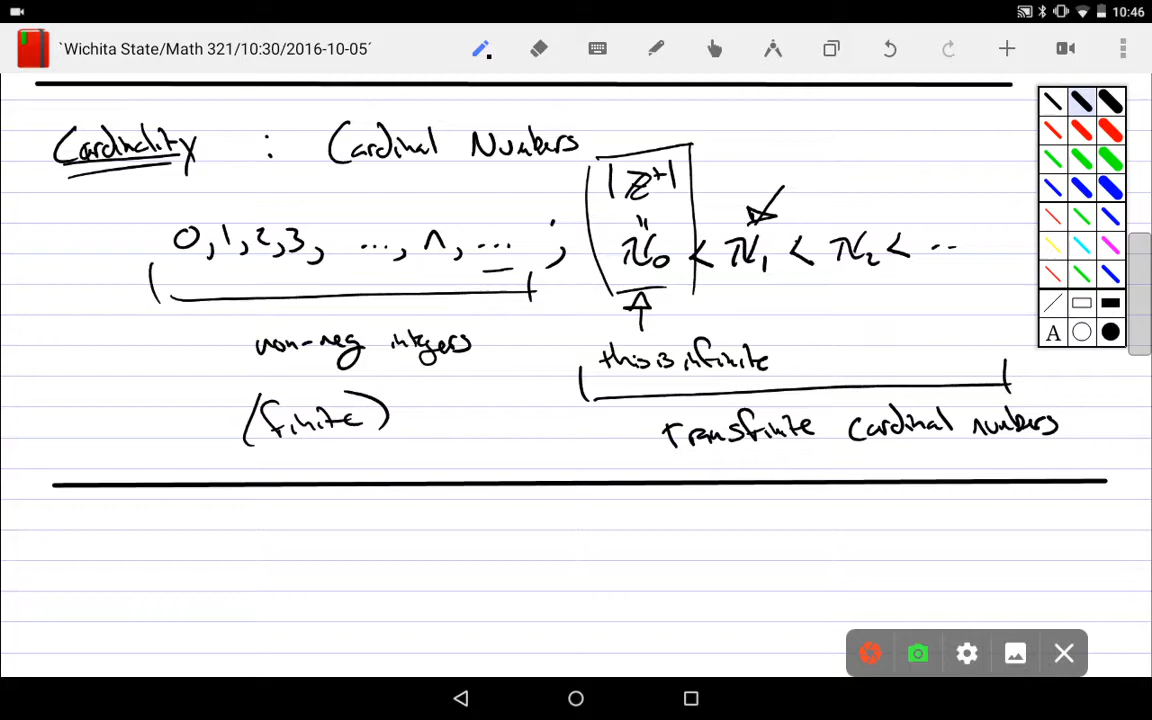 10:46
`Wichita State/Math 321/10:30/2016-10-05´
Cardinality : Cardinal Numbers
|ℤ⁺|
=
0, 1, 2, 3, ..., n, ... ; ℵ₀ < ℵ₁ < ℵ₂ < ...
non-neg integers
this is infinite
(finite)
transfinite cardinal numbers
A